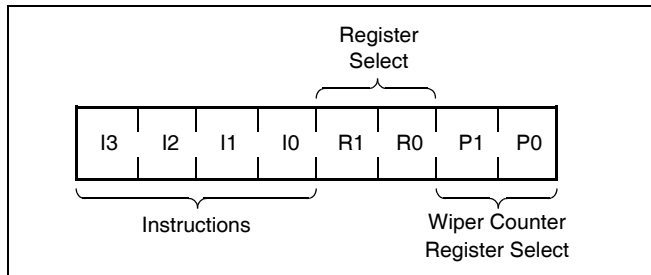 Register
Select
I3 I2 I1 I0 R1 R0 P1 P0
Instructions
Wiper Counter
Register Select